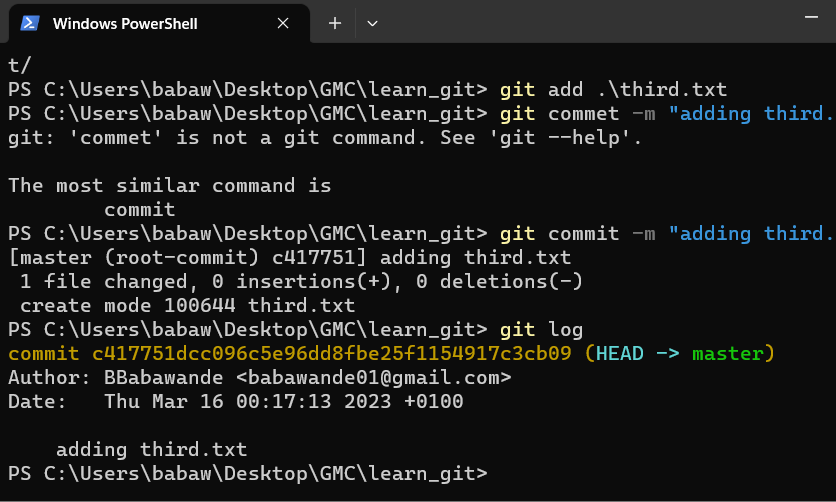 Windows PowerShell
t/
PS C:\Users\babaw\Desktop\GMC\learn_git> git add .\third.txt
PS C:\Users\babaw\Desktop\GMC\learn_git> git commet -m "adding third.
git: 'commet' is not a git command. See 'git --help'.
The most similar command is
commit
PS C:\Users\babaw\Desktop\GMC\learn_git> git commit -m "adding third.
[master (root-commit) c417751] adding third.txt
1 file changed, 0 insertions(+), 0 deletions(-)
create mode 100644 third.txt
PS C:\Users\babaw\Desktop\GMC\learn_git> git log
commit c417751dcc096c5e96dd8fbe25f1154917c3cb09 (HEAD -> master)
Author: BBabawande <babawande01@gmail.com>
Date:   Thu Mar 16 00:17:13 2023 +0100
adding third.txt
PS C:\Users\babaw\Desktop\GMC\learn_git>